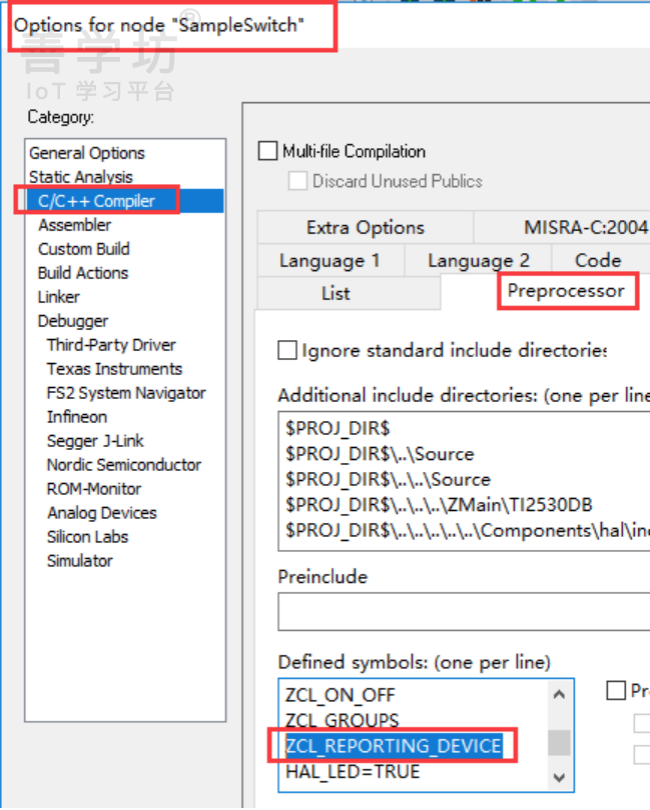 Options for node "SampleSwitch"
善学坊®
IoT 学习平台
Category:
General Options
Static Analysis
C/C++ Compiler
Assembler
Custom Build
Build Actions
Linker
Debugger
Third-Party Driver
Texas Instruments
FS2 System Navigator
Infineon
Segger J-Link
Nordic Semiconductor
ROM-Monitor
Analog Devices
Silicon Labs
Simulator
Multi-file Compilation
Discard Unused Publics
Extra Options MISRA-C:2004
Language 1 Language 2 Code
List Preprocessor
Ignore standard include directories
Additional include directories: (one per line
$PROJ_DIR$
$PROJ_DIR$\..\Source
$PROJ_DIR$\..\..\Source
$PROJ_DIR$\..\..\..\ZMain\TI2530DB
$PROJ_DIR$\..\..\..\..\..\Components\hal\in
Preinclude
Defined symbols: (one per line)
ZCL_ON_OFF
ZCL_GROUPS
ZCL_REPORTING_DEVICE
HAL_LED=TRUE
Pr